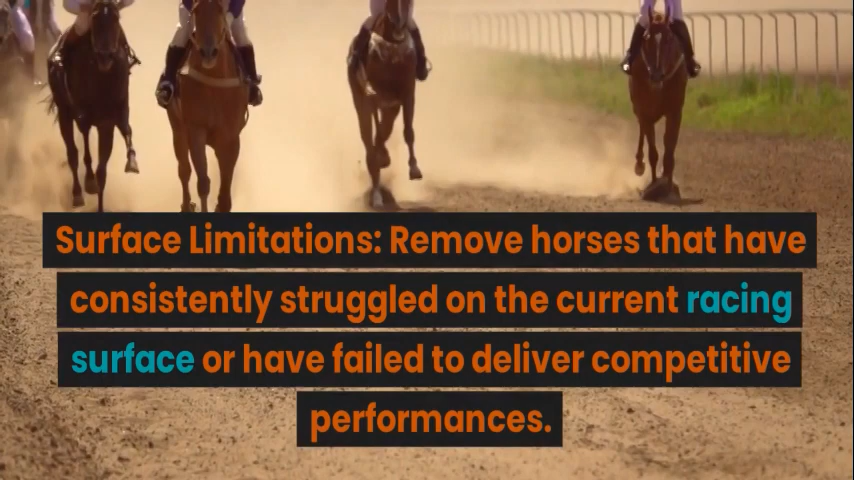 Surface Limitations: Remove horses that have
consistently struggled on the current racing
surface or have failed to deliver competitive
performances.